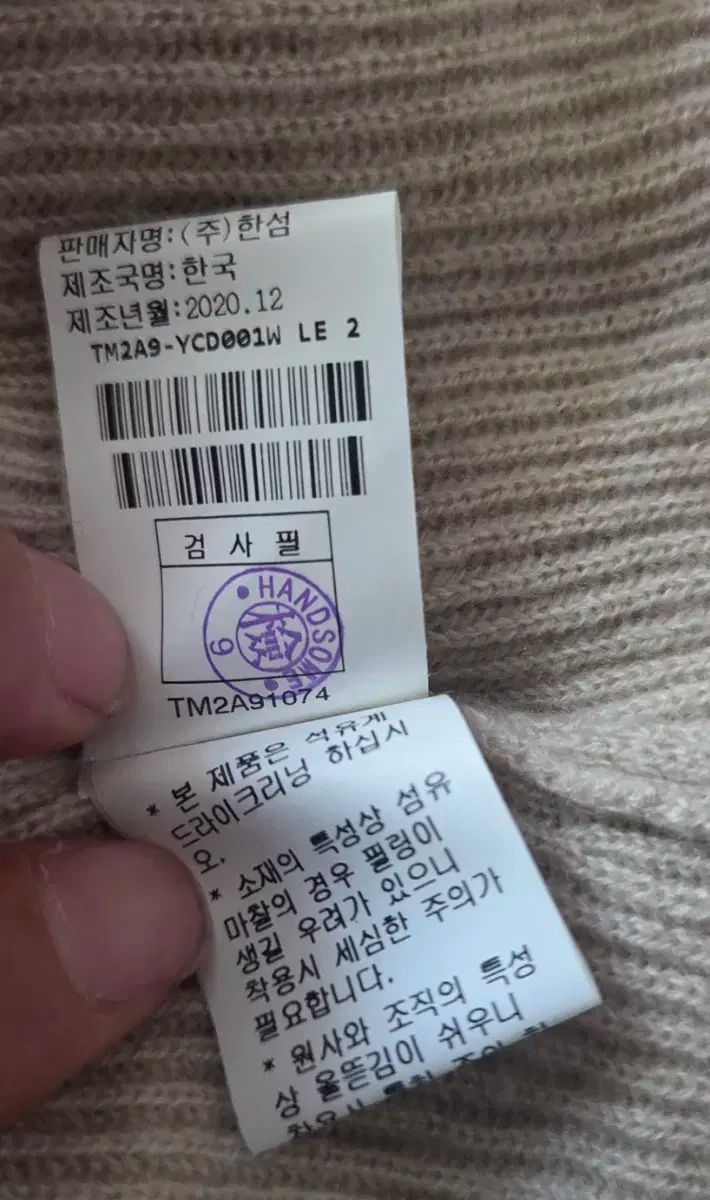 판매자명:(주)한섬
제조국명:한국
제조년월:2020.12
TM2A9-YCD001W LE 2
검 사 필
HANDSOME
9
TM2A91074
* 본 제품은 석유계
드라이크리닝 하십시
오.
* 소재의 특성상 섬유
마찰의 경우 필링이
생길 우려가 있으니
착용시 세심한 주의가
필요합니다.
* 원사와 조직의 특성
상 올뜯김이 쉬우니
착용시